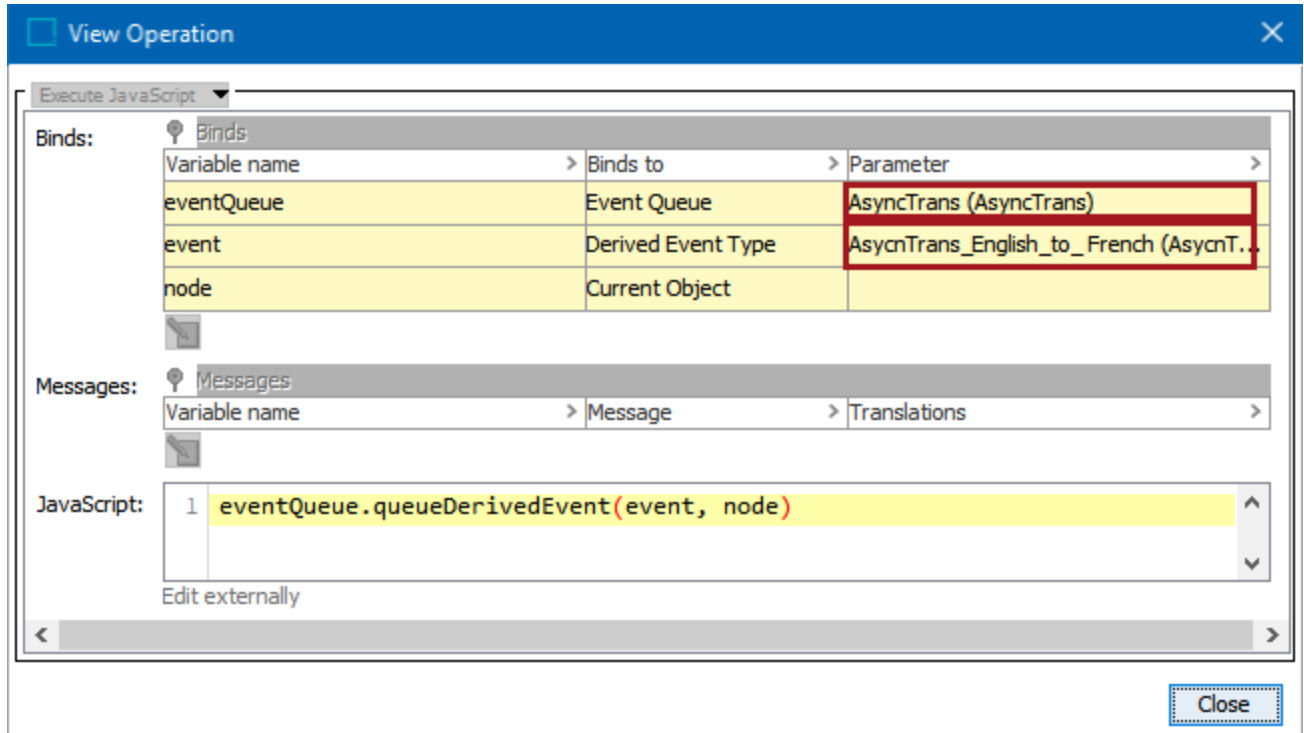 View Operation
Execute JavaScript
Binds:
Binds
Variable name > Binds to > Parameter >
eventQueue Event Queue AsyncTrans (AsyncTrans)
event Derived Event Type AsycnTrans_English_to_ French (AsycnT...
node Current Object
Messages:
Messages
Variable name > Message > Translations >
JavaScript:
1 eventQueue.queueDerivedEvent(event, node)
Edit externally
Close